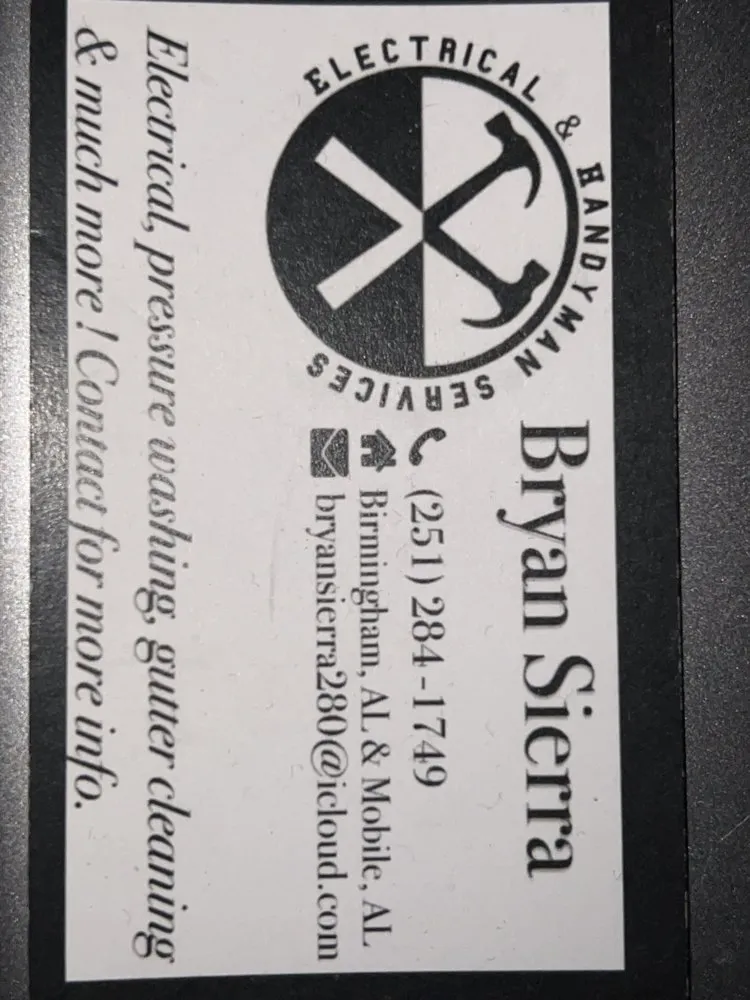 ELECTRICAL & HANDYMAN SERVICES
Bryan Sierra
(251) 284-1749
Birmingham, AL & Mobile, AL
bryansierra280@icloud.com
Electrical, pressure washing, gutter cleaning
& much more! Contact for more info.